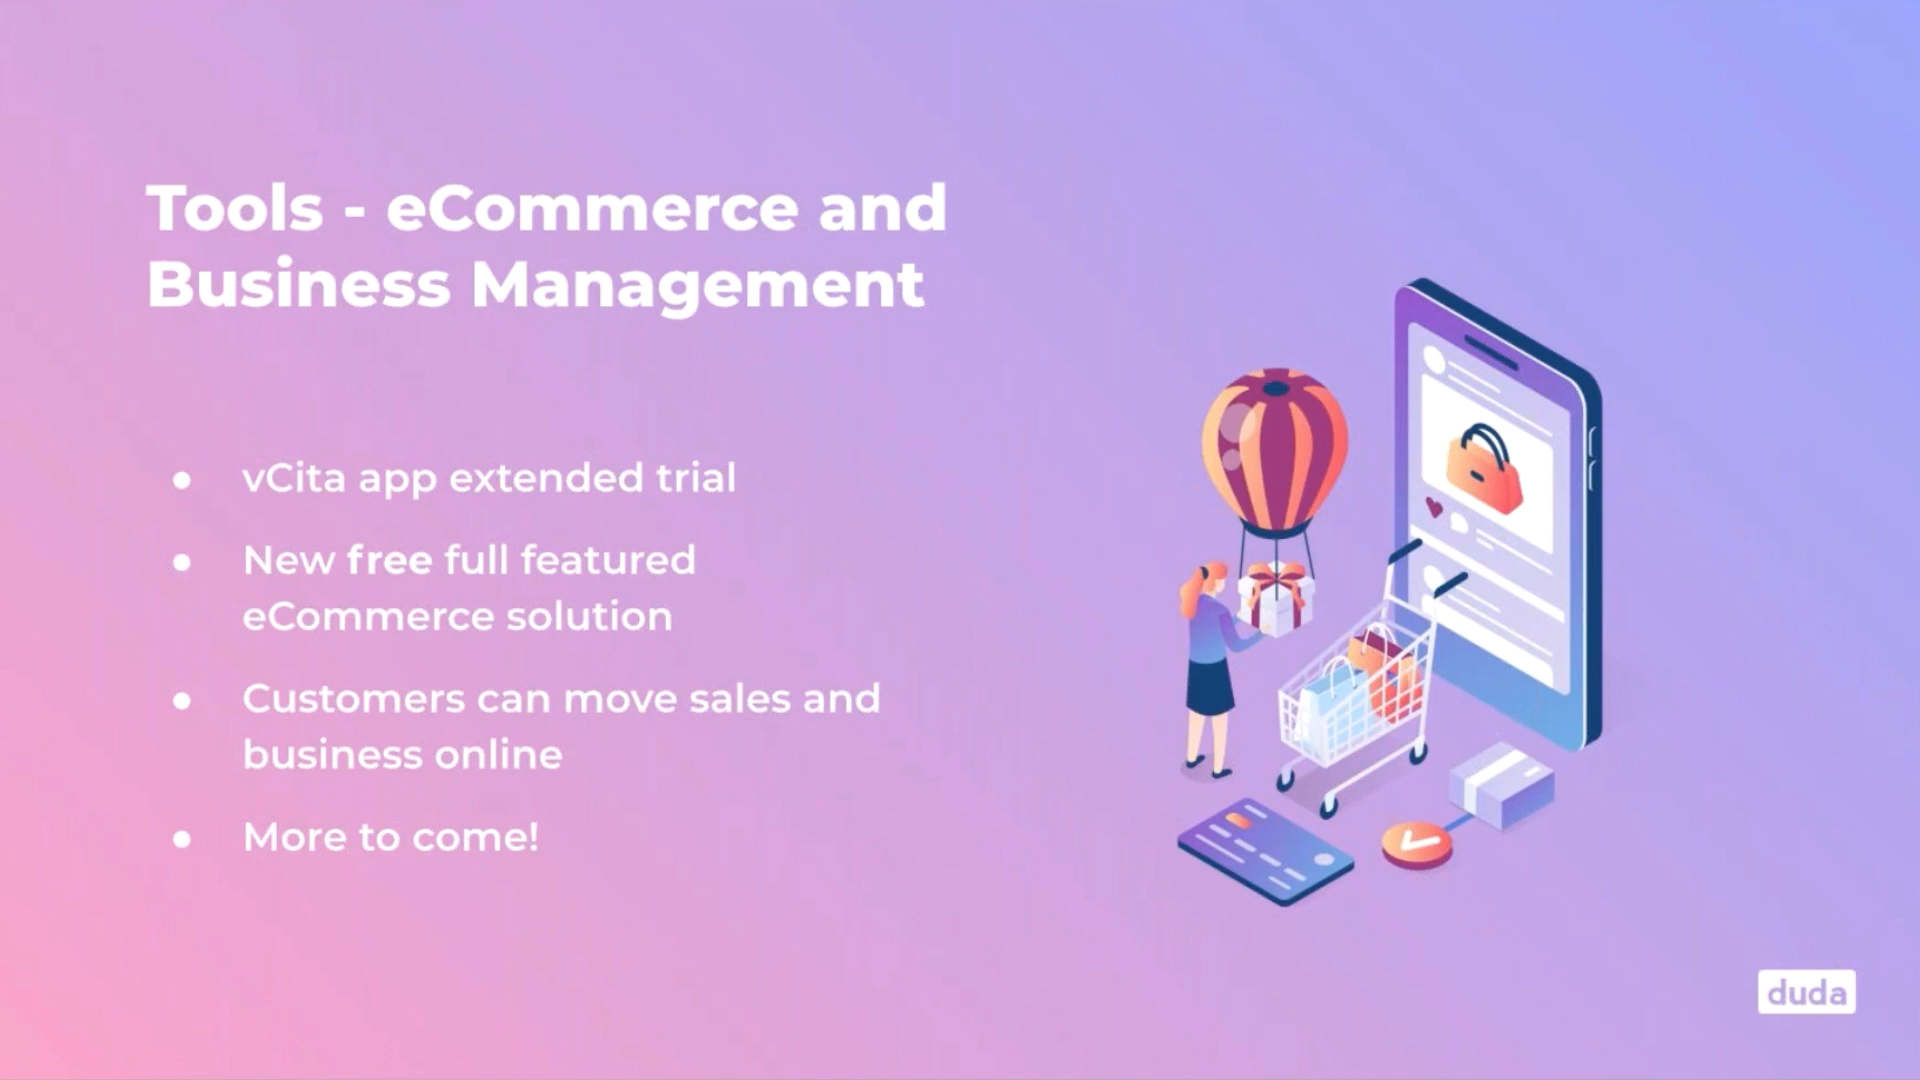 Tools - eCommerce and
Business Management
● vCita app extended trial
● New free full featured
eCommerce solution
● Customers can move sales and
business online
● More to come!
duda